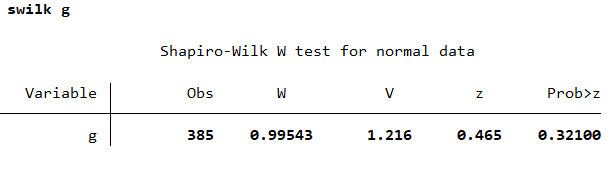 swilk g
Shapiro-Wilk W test for normal data
Variable Obs W V z Prob>z
g 385 0.99543 1.216 0.465 0.32100